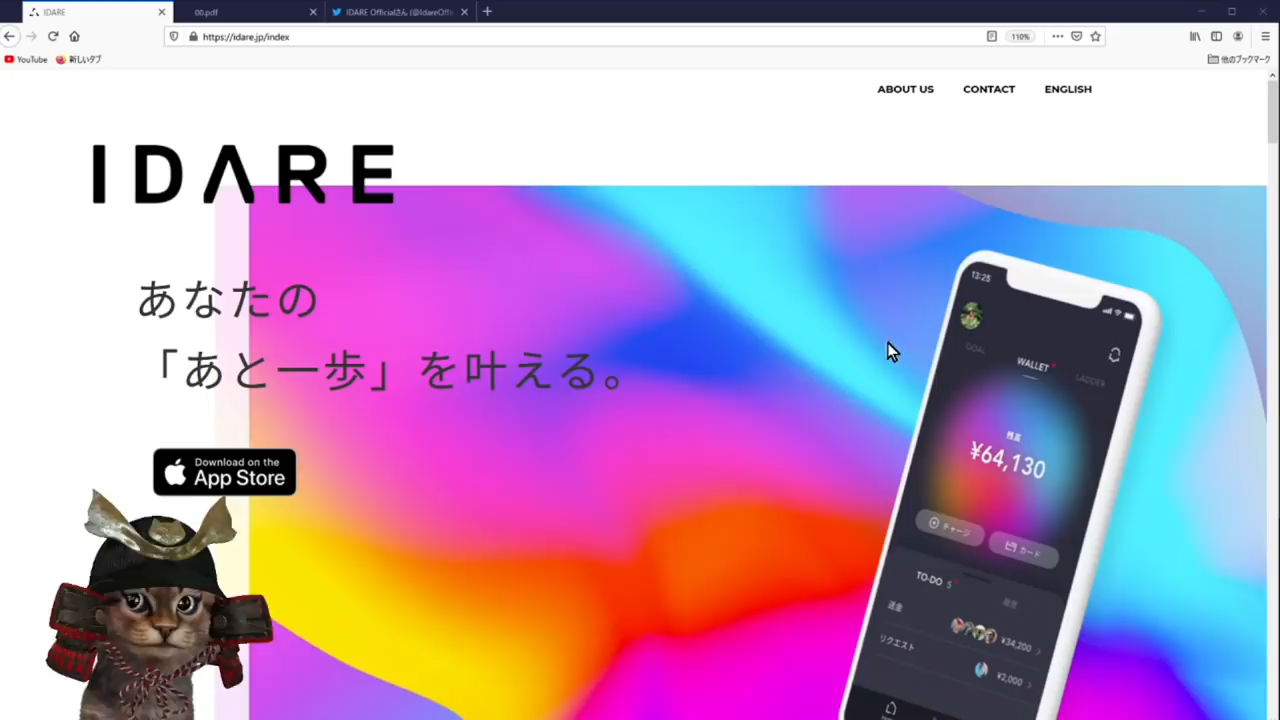 IDARE
00.pdf
IDARE Officialさん (@IdareOffi
https://idare.jp/index
110%
YouTube
新しいタブ
他のブックマーク
ABOUT US
CONTACT
ENGLISH
IDARE
あなたの
「あと一歩」を叶える。
Download on the
App Store
13:25
GOAL
WALLET
LADDER
残高
¥64,130
チャージ
カード
TO-DO 5
履歴
送金
¥34,200
リクエスト
¥2,000